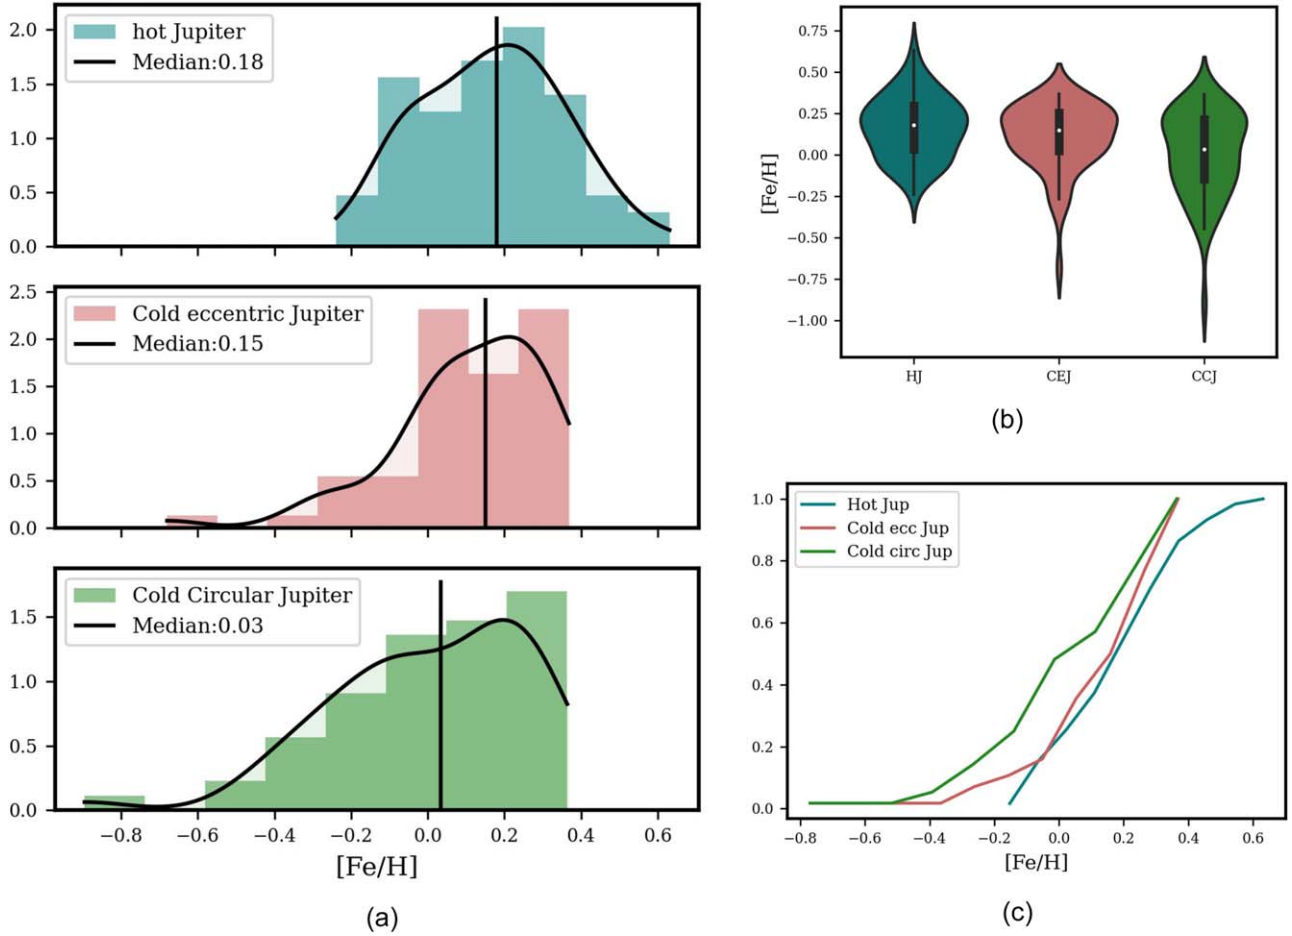 hot Jupiter
Median:0.18
2.0
1.5
1.0
0.5
0.0
Cold eccentric Jupiter
Median:0.15
2.5
2.0
1.5
1.0
0.5
0.0
Cold Circular Jupiter
Median:0.03
1.5
1.0
0.5
0.0
−0.8 −0.6 −0.4 −0.2 0.0 0.2 0.4 0.6
[Fe/H]
(a)
0.75
0.50
0.25
0.00
−0.25
−0.50
−0.75
−1.00
[Fe/H]
HJ CEJ CCJ
(b)
Hot Jup
Cold ecc Jup
Cold circ Jup
1.0
0.8
0.6
0.4
0.2
0.0
−0.8 −0.6 −0.4 −0.2 0.0 0.2 0.4 0.6
[Fe/H]
(c)